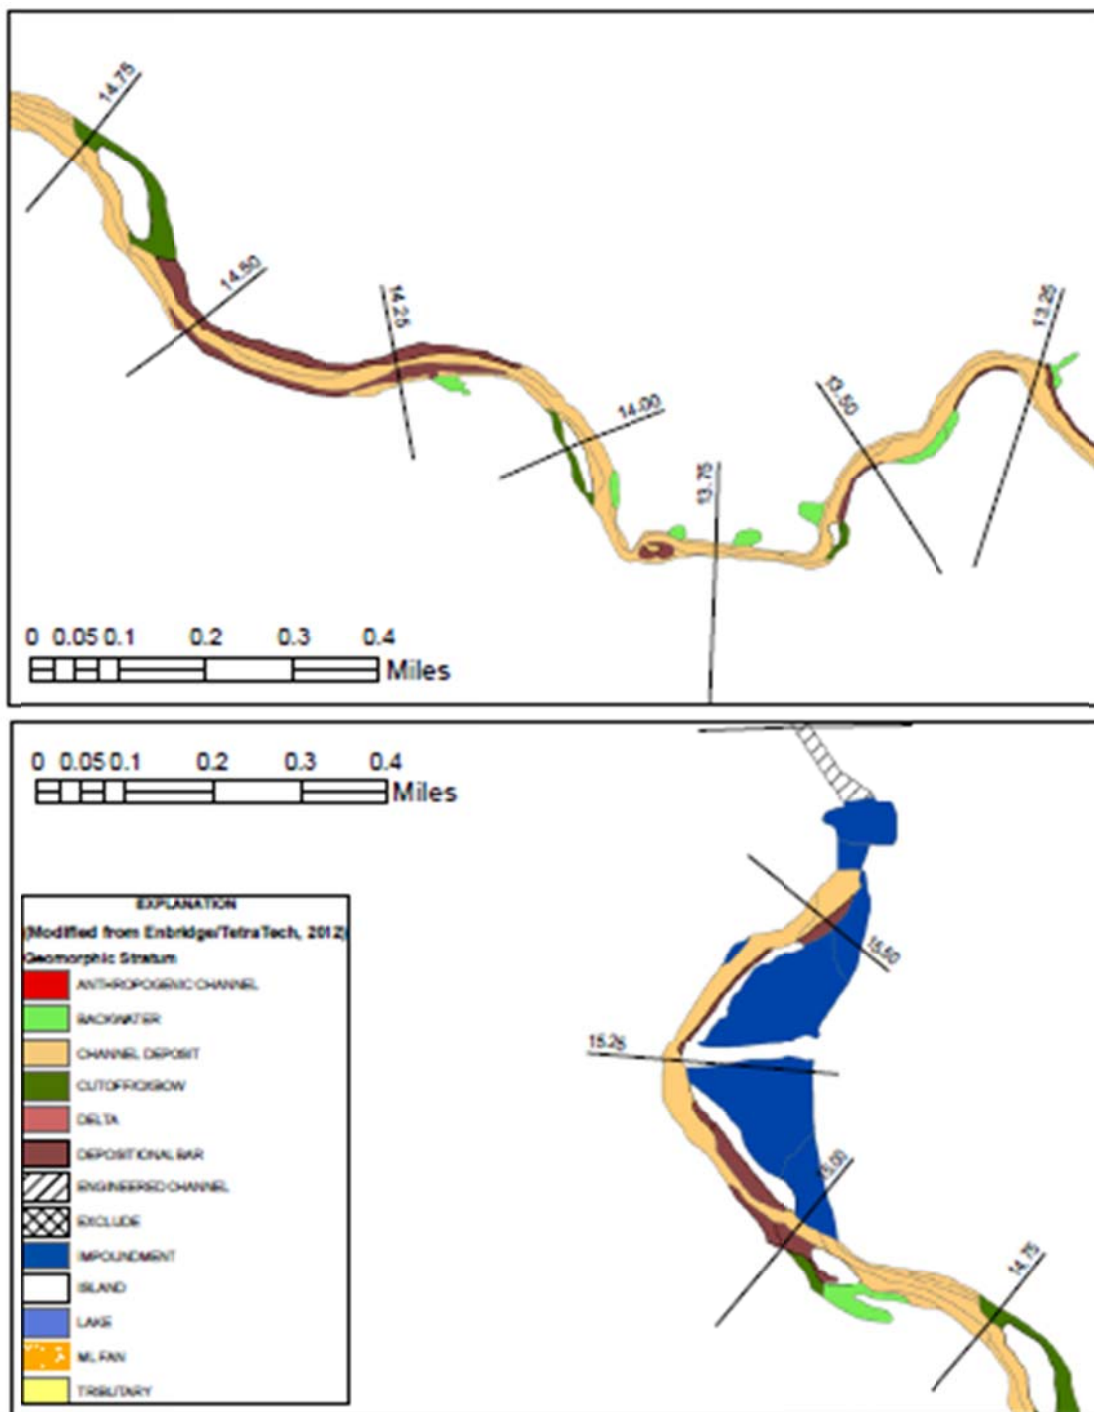 14.75
14.50
14.25
14.00
13.75
13.50
13.25
0 0.05 0.1 0.2 0.3 0.4
Miles
0 0.05 0.1 0.2 0.3 0.4
Miles
EXPLANATION
(Modified from Enbridge/TetraTech, 2012)
Geomorphic Stratum
ANTHROPOGENIC CHANNEL
BACKWATER
CHANNEL DEPOSIT
CUTOFF/OXBOW
DELTA
DEPOSITIONAL BAR
ENGINEERED CHANNEL
EXCLUDE
IMPOUNDMENT
ISLAND
LAKE
ML FAN
TRIBUTARY
15.50
15.25
15.00
14.75